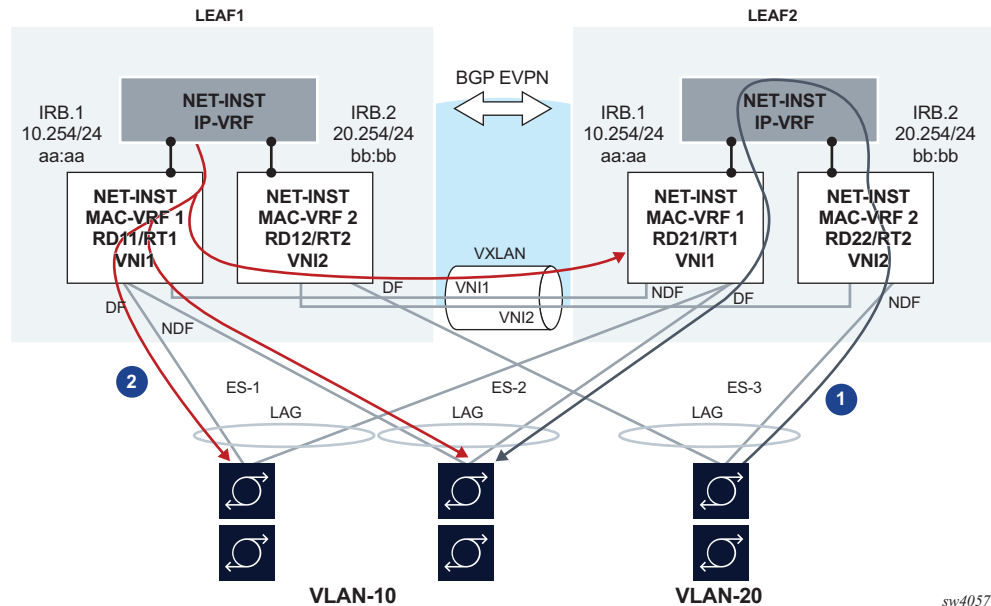 LEAF1
LEAF2
BGP EVPN
NET-INST
IP-VRF
IRB.1
10.254/24
aa:aa
IRB.2
20.254/24
bb:bb
NET-INST
MAC-VRF 1
RD11/RT1
VNI1
NET-INST
MAC-VRF 2
RD12/RT2
VNI2
NET-INST
IP-VRF
IRB.1
10.254/24
aa:aa
IRB.2
20.254/24
bb:bb
NET-INST
MAC-VRF 1
RD21/RT1
VNI1
NET-INST
MAC-VRF 2
RD22/RT2
VNI2
VXLAN
VNI1
VNI2
DF
NDF
DF
NDF
DF
NDF
2
ES-1
ES-2
ES-3
1
LAG
LAG
LAG
VLAN-10
VLAN-20
sw4057